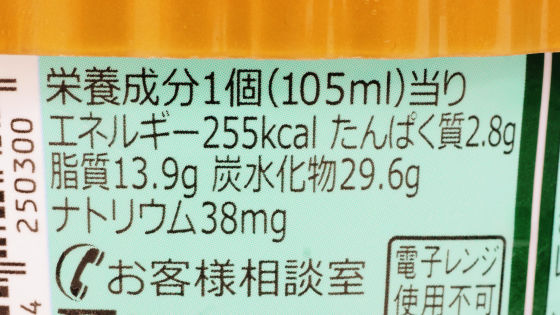 栄養成分1個(105ml)当り
エネルギー255kcal たんぱく質2.8g
脂質13.9g 炭水化物29.6g
ナトリウム38mg
お客様相談室
電子レンジ
使用不可
250300
4